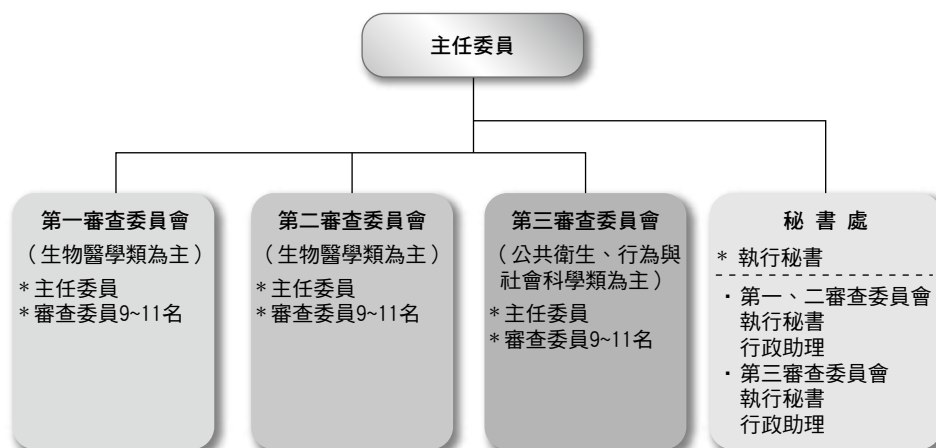 主任委員
第一審查委員會
（生物醫學類為主）
*主任委員
*審查委員9~11名
第二審查委員會
（生物醫學類為主）
*主任委員
*審查委員9~11名
第三審查委員會
（公共衛生、行為與
社會科學類為主）
*主任委員
*審查委員9~11名
秘書處
* 執行秘書
・第一、二審查委員會
執行秘書
行政助理
・第三審查委員會
執行秘書
行政助理